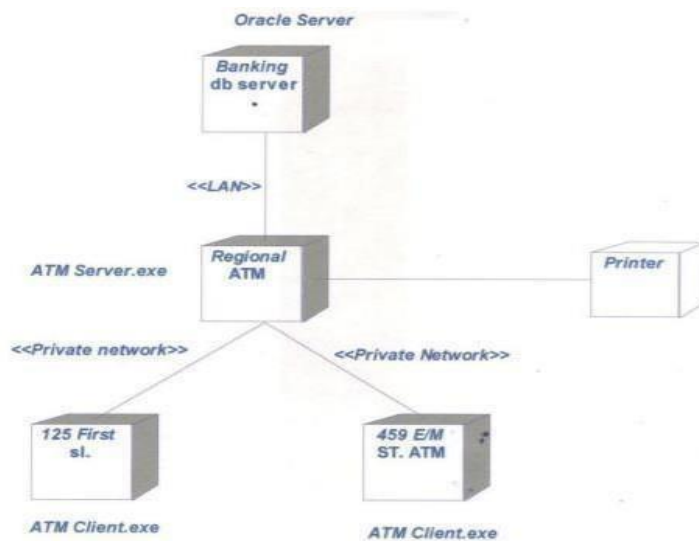 Oracle Server
Banking
db server
<<LAN>>
Regional
ATM
ATM Server.exe
Printer
<<Private network>>
<<Private Network>>
125 First
sl.
459 E/M
ST. ATM
ATM Client.exe
ATM Client.exe